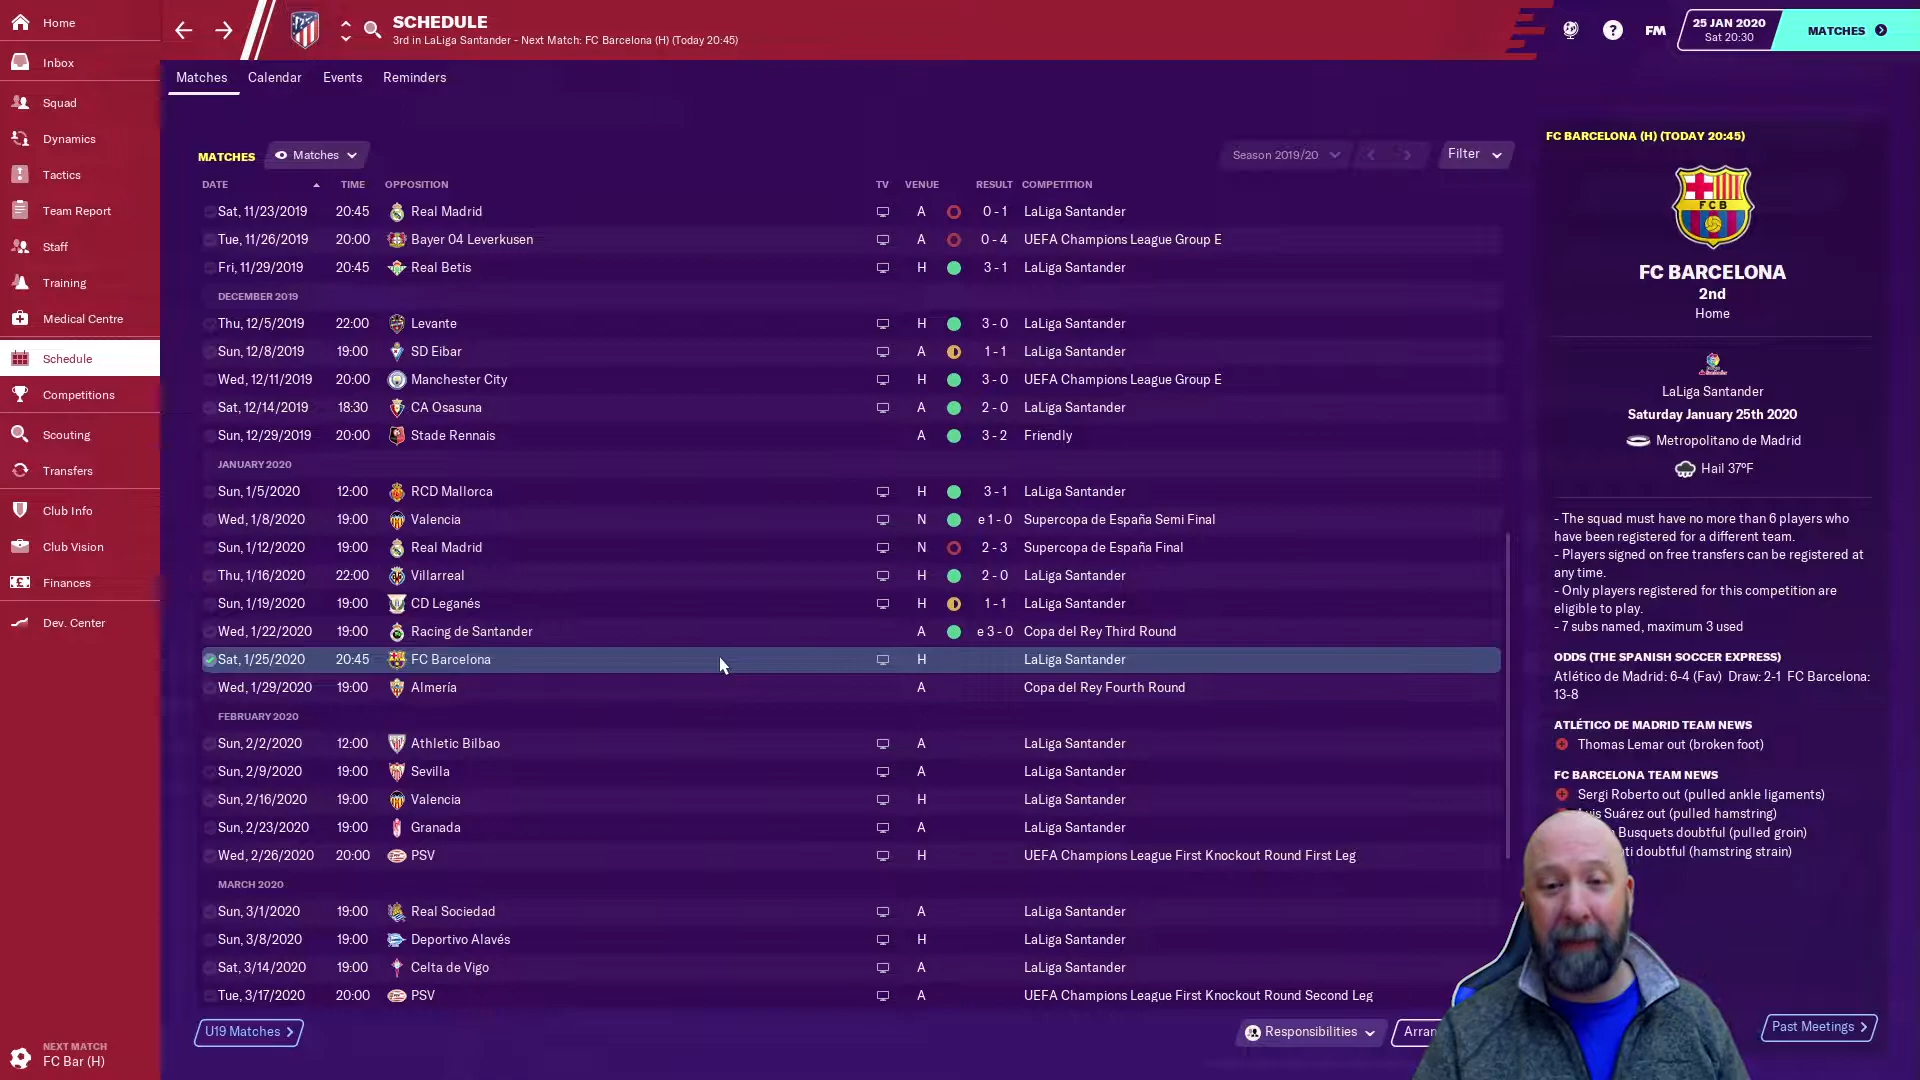 Home
Inbox
Squad
Dynamics
Tactics
Team Report
Staff
Training
Medical Centre
Schedule
Competitions
Scouting
Transfers
Club Info
Club Vision
Finances
Dev. Center
NEXT MATCH
FC Bar (H)
SCHEDULE
3rd in LaLiga Santander - Next Match: FC Barcelona (H) (Today 20:45)
? FM
25 JAN 2020
Sat 20:30
MATCHES
Matches Calendar Events Reminders
MATCHES Matches Season 2019/20 Filter
DATE TIME OPPOSITION TV VENUE RESULT COMPETITION
Sat, 11/23/2019 20:45 Real Madrid A 0 - 1 LaLiga Santander
Tue, 11/26/2019 20:00 Bayer 04 Leverkusen A 0 - 4 UEFA Champions League Group E
Fri, 11/29/2019 20:45 Real Betis H 3 - 1 LaLiga Santander
DECEMBER 2019
Thu, 12/5/2019 22:00 Levante H 3 - 0 LaLiga Santander
Sun, 12/8/2019 19:00 SD Eibar A 1 - 1 LaLiga Santander
Wed, 12/11/2019 20:00 Manchester City H 3 - 0 UEFA Champions League Group E
Sat, 12/14/2019 18:30 CA Osasuna A 2 - 0 LaLiga Santander
Sun, 12/29/2019 20:00 Stade Rennais A 3 - 2 Friendly
JANUARY 2020
Sun, 1/5/2020 12:00 RCD Mallorca H 3 - 1 LaLiga Santander
Wed, 1/8/2020 19:00 Valencia N e 1 - 0 Supercopa de España Semi Final
Sun, 1/12/2020 19:00 Real Madrid N 2 - 3 Supercopa de España Final
Thu, 1/16/2020 22:00 Villarreal H 2 - 0 LaLiga Santander
Sun, 1/19/2020 19:00 CD Leganés H 1 - 1 LaLiga Santander
Wed, 1/22/2020 19:00 Racing de Santander A e 3 - 0 Copa del Rey Third Round
Sat, 1/25/2020 20:45 FC Barcelona H LaLiga Santander
Wed, 1/29/2020 19:00 Almería A Copa del Rey Fourth Round
FEBRUARY 2020
Sun, 2/2/2020 12:00 Athletic Bilbao A LaLiga Santander
Sun, 2/9/2020 19:00 Sevilla A LaLiga Santander
Sun, 2/16/2020 19:00 Valencia H LaLiga Santander
Sun, 2/23/2020 19:00 Granada A LaLiga Santander
Wed, 2/26/2020 20:00 PSV H UEFA Champions League First Knockout Round First Leg
MARCH 2020
Sun, 3/1/2020 19:00 Real Sociedad A LaLiga Santander
Sun, 3/8/2020 19:00 Deportivo Alavés H LaLiga Santander
Sat, 3/14/2020 19:00 Celta de Vigo A LaLiga Santander
Tue, 3/17/2020 20:00 PSV A UEFA Champions League First Knockout Round Second Leg
U19 Matches Responsibilities Arran
FC BARCELONA (H) (TODAY 20:45)
FCB
FC BARCELONA
2nd
Home
LaLiga Santander
Saturday January 25th 2020
Metropolitano de Madrid
Hail 37ºF
- The squad must have no more than 6 players who
have been registered for a different team.
- Players signed on free transfers can be registered at
any time.
- Only players registered for this competition are
eligible to play.
- 7 subs named, maximum 3 used
ODDS (THE SPANISH SOCCER EXPRESS)
Atlético de Madrid: 6-4 (Fav) Draw: 2-1 FC Barcelona:
13-8
ATLÉTICO DE MADRID TEAM NEWS
Thomas Lemar out (broken foot)
FC BARCELONA TEAM NEWS
Sergi Roberto out (pulled ankle ligaments)
Suárez out (pulled hamstring)
Busquets doubtful (pulled groin)
ti doubtful (hamstring strain)
Past Meetings